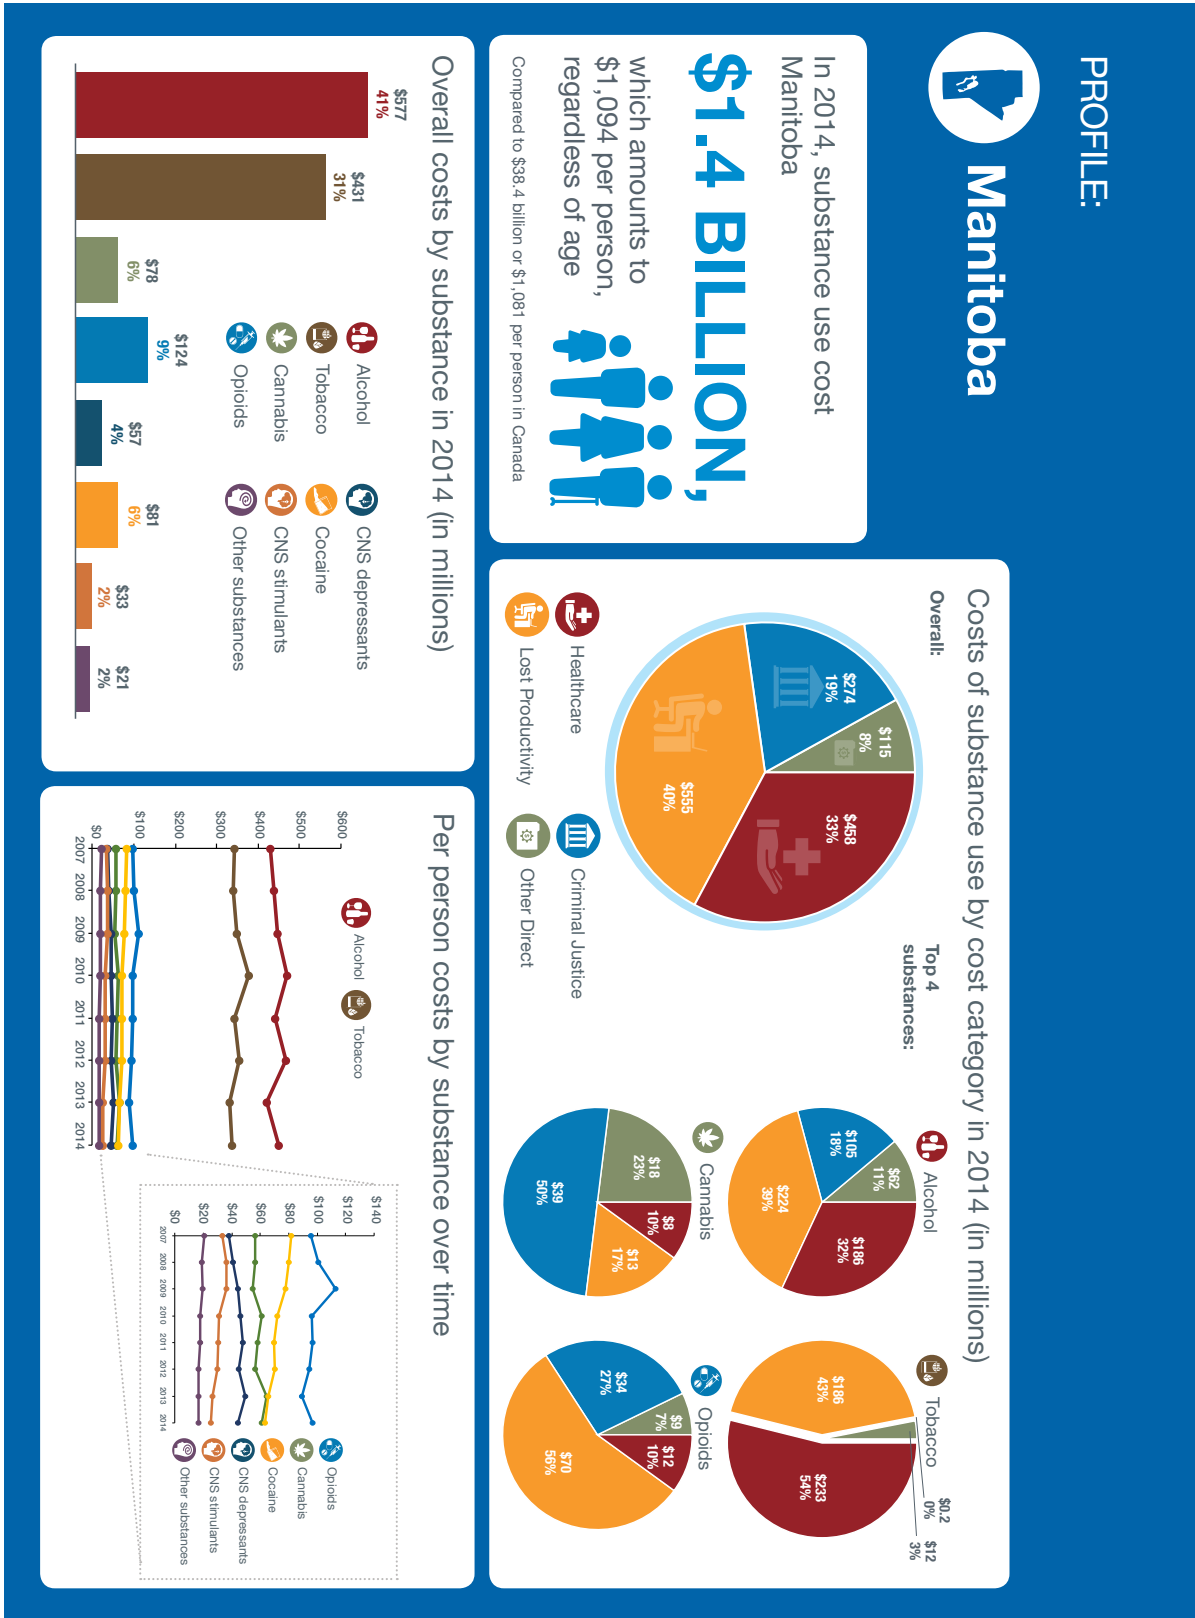 PROFILE:
Manitoba
In 2014, substance use cost
Manitoba
$1.4 BILLION,
which amounts to
$1,094 per person,
regardless of age
Compared to $38.4 billion or $1,081 per person in Canada
Costs of substance use by cost category in 2014 (in millions)
Overall:
$115
8%
$274
19%
$458
33%
$555
40%
Healthcare
Criminal Justice
Lost Productivity
Other Direct
Top 4
substances:
Alcohol
$62
11%
$105
18%
$186
32%
$224
39%
Tobacco
$0.2
0%
$12
3%
$186
43%
$233
54%
Cannabis
$18
23%
$8
10%
$39
50%
$13
17%
Opioids
$9
7%
$34
27%
$12
10%
$70
56%
Overall costs by substance in 2014 (in millions)
$577
41%
$431
31%
$78
6%
$124
9%
$57
4%
$81
6%
$33
2%
$21
2%
Alcohol
CNS depressants
Tobacco
Cocaine
Cannabis
CNS stimulants
Opioids
Other substances
Per person costs by substance over time
Alcohol
Tobacco
$600
$500
$400
$300
$200
$100
$0
2007 2008 2009 2010 2011 2012 2013 2014
$140
$120
$100
$80
$60
$40
$20
$0
2007 2008 2009 2010 2011 2012 2013 2014
Opioids
Cannabis
Cocaine
CNS depressants
CNS stimulants
Other substances